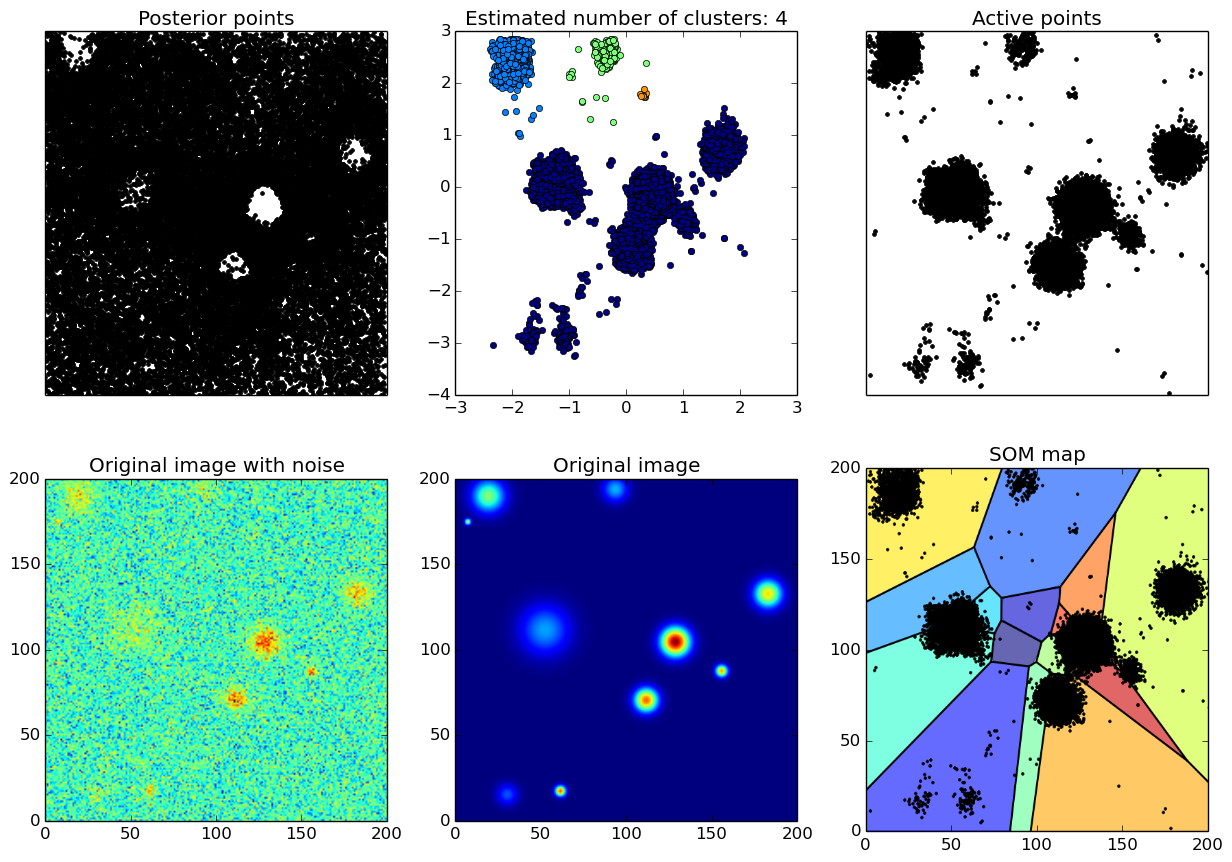 Posterior points
Estimated number of clusters: 4
Active points
3
2
1
0
−1
−2
−3
−4
−3 −2 −1 0 1 2 3
Original image with noise
Original image
SOM map
200
150
100
50
0
0 50 100 150 200
200
150
100
50
0
0 50 100 150 200
200
150
100
50
0
0 50 100 150 200